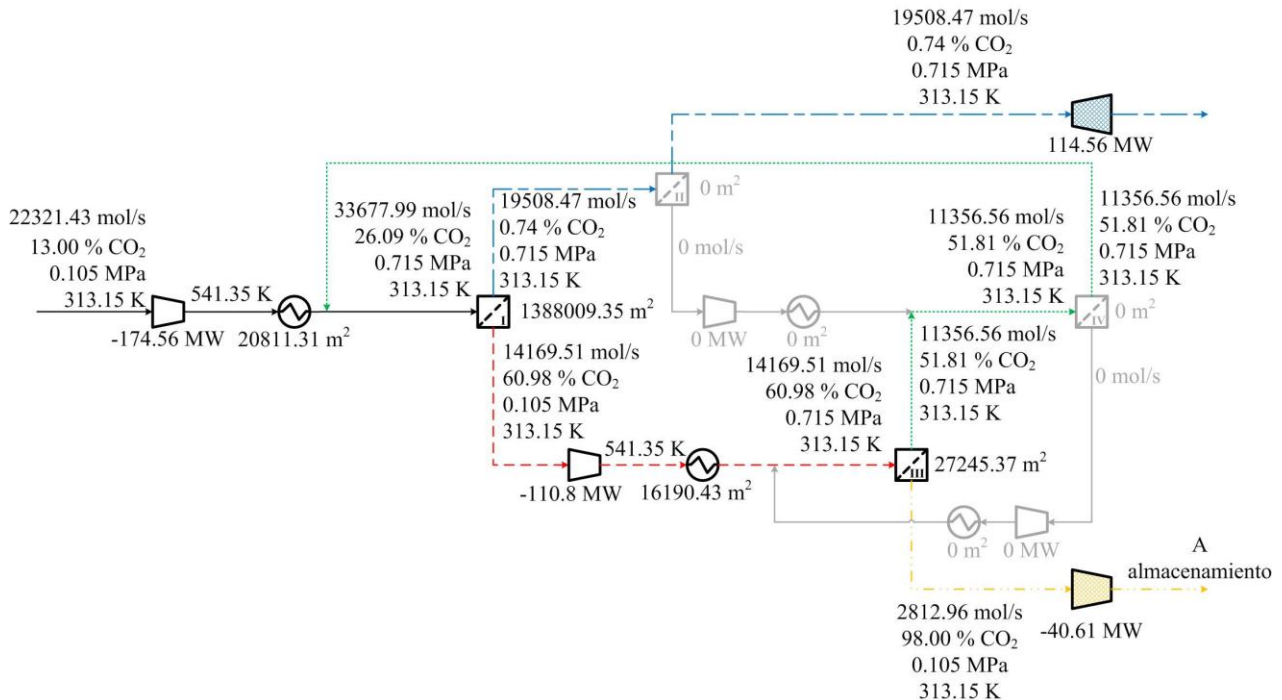 19508.47 mol/s
0.74 % CO₂
0.715 MPa
313.15 K
114.56 MW
II
0 m²
22321.43 mol/s
13.00 % CO₂
0.105 MPa
313.15 K
541.35 K
-174.56 MW
20811.31 m²
33677.99 mol/s
26.09 % CO₂
0.715 MPa
313.15 K
19508.47 mol/s
0.74 % CO₂
0.715 MPa
313.15 K
I
1388009.35 m²
0 mol/s
0 MW
0 m²
11356.56 mol/s
51.81 % CO₂
0.715 MPa
313.15 K
11356.56 mol/s
51.81 % CO₂
0.715 MPa
313.15 K
IV
0 m²
0 mol/s
14169.51 mol/s
60.98 % CO₂
0.105 MPa
313.15 K
541.35 K
-110.8 MW
16190.43 m²
14169.51 mol/s
60.98 % CO₂
0.715 MPa
313.15 K
11356.56 mol/s
51.81 % CO₂
0.715 MPa
313.15 K
III
27245.37 m²
0 m²
0 MW
A
almacenamiento
-40.61 MW
2812.96 mol/s
98.00 % CO₂
0.105 MPa
313.15 K